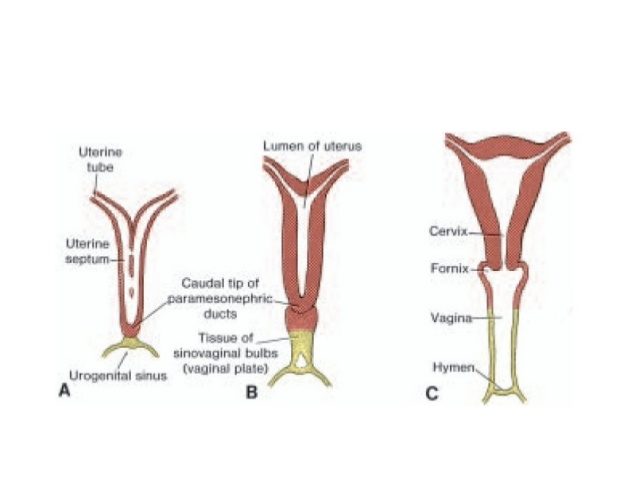 Uterine
tube
Uterine
septum
Urogenital sinus
A
Lumen of uterus
Caudal tip of
paramesonephric
ducts
Tissue of
sinovaginal bulbs
(vaginal plate)
B
Cervix
Fornix
Vagina
Hymen
C